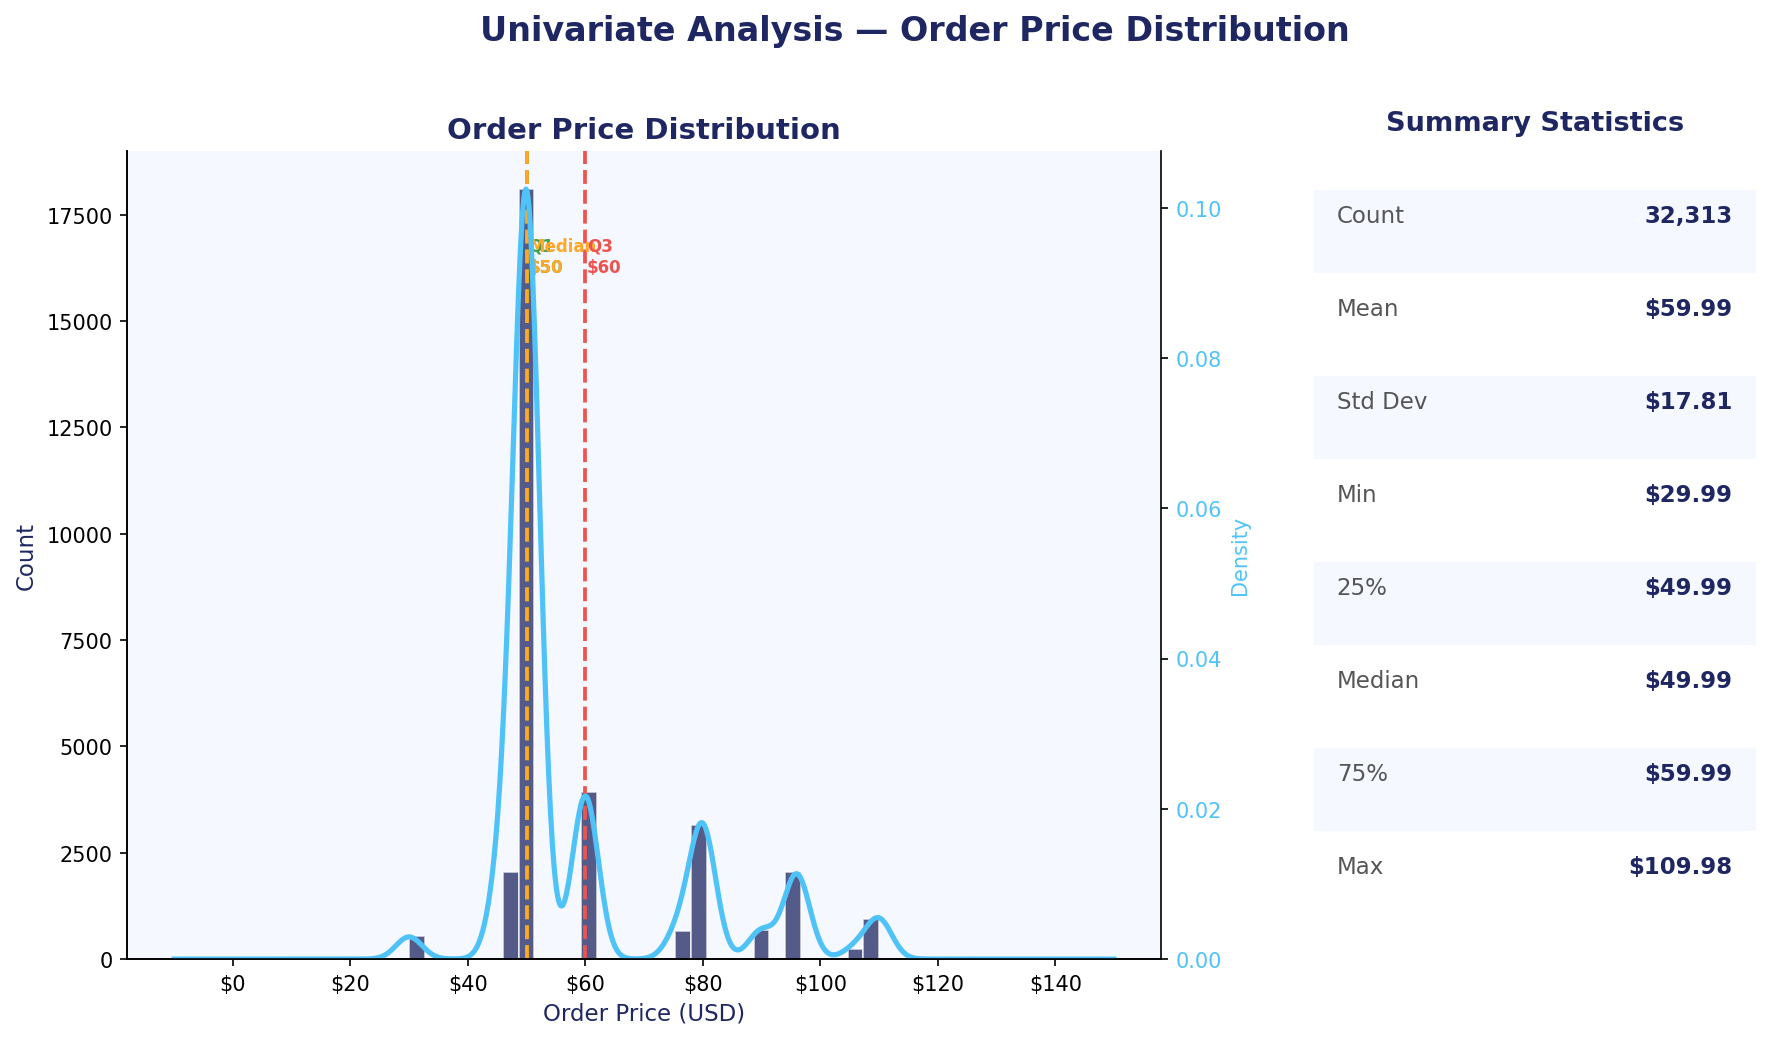 Univariate Analysis — Order Price Distribution
Order Price Distribution
Count
17500
15000
12500
10000
7500
5000
2500
0
Q1
Median
$50
Q3
$60
$0
$20
$40
$60
$80
$100
$120
$140
Order Price (USD)
0.10
0.08
0.06
0.04
0.02
0.00
Density
Summary Statistics
Count 32,313
Mean $59.99
Std Dev $17.81
Min $29.99
25% $49.99
Median $49.99
75% $59.99
Max $109.98